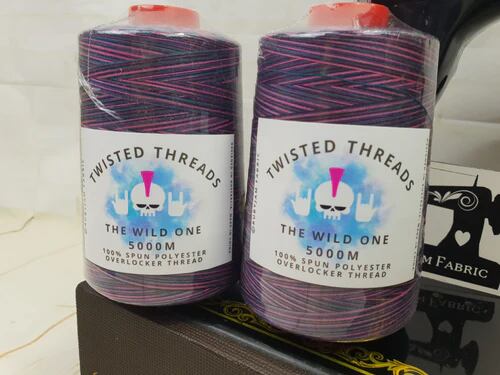 TWISTED THREADS
THE WILD ONE
5000M
100% SPUN POLYESTER
OVERLOCKER THREAD
TWISTED THREADS
THE WILD ONE
5000M
100% SPUN POLYESTER
OVERLOCKER THREAD
M FABRIC